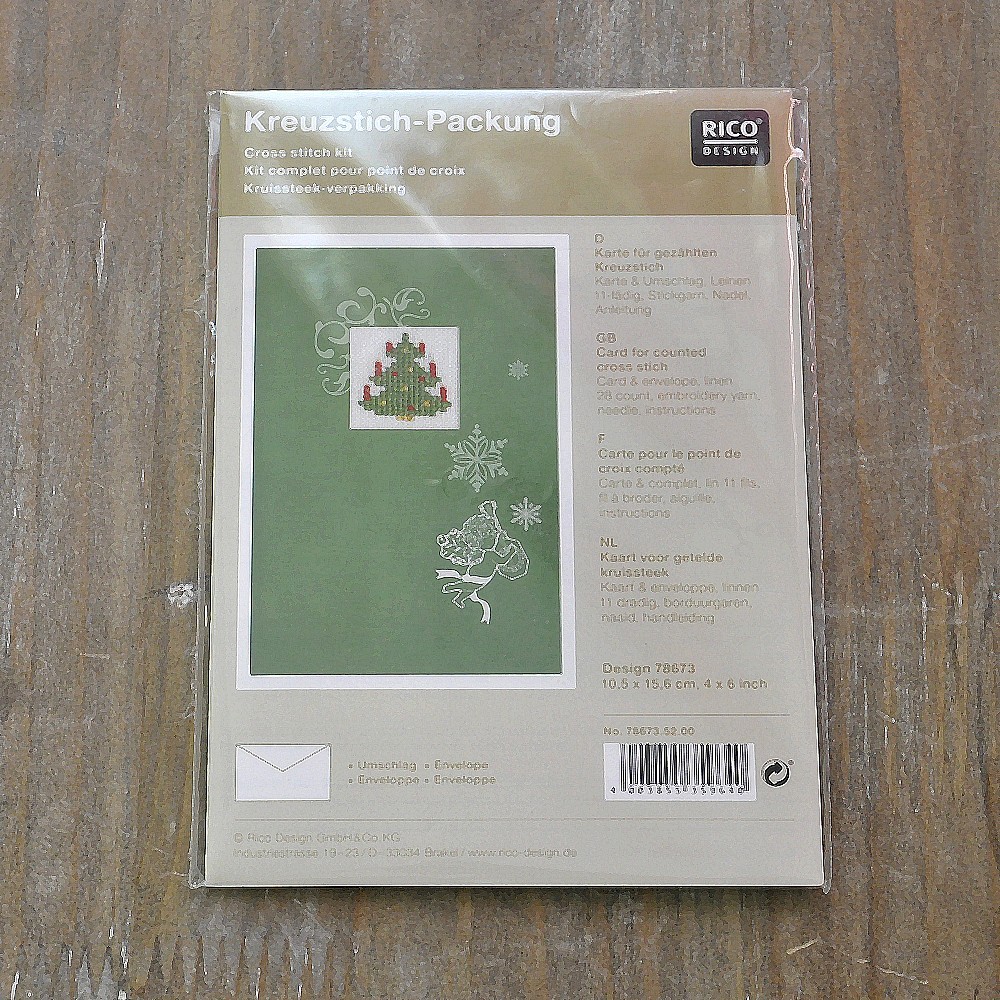 Kreuzstich-Packung
Cross stitch kit
Kit complet pour point de croix
Kruissteek-verpakking
RICO®
DESIGN
D
Karte für gezählten
Kreuzstich
Karte & Umschlag, Leinen
11-fädig, Stickgarn, Nadel,
Anleitung
GB
Card for counted
cross stich
Card & envelope, linen
28 count, embroidery yarn,
needle, instructions
F
Carte pour le point de
croix compté
Carte & complet, lin 11 fils,
fil à broder, aiguille,
instructions
NL
Kaart voor getelde
kruissteek
Kaart & enveloppe, linnen
11 dradig, borduurgaren,
naald, handleiding
Design 78673
10,5 x 15,6 cm, 4 x 6 inch
No. 78673.52.00
• Umschlag • Envelope
• Enveloppe • Enveloppe
© Rico Design GmbH & Co. KG
Industriestrasse 19-23 / D-33034 Brakel / www.rico-design.de